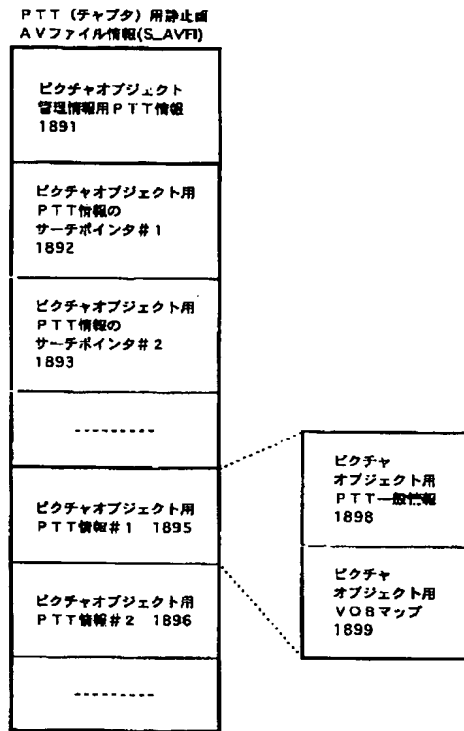 PTT(チャプタ)用静止画
AVファイル情報(S_AVFI)
ピクチャオブジェクト
管理情報用PTT情報
1891
ピクチャオブジェクト用
PTT情報の
サーチポインタ#1
1892
ピクチャオブジェクト用
PTT情報の
サーチポインタ#2
1893
ピクチャオブジェクト用
PTT情報#1 1895
ピクチャオブジェクト用
PTT情報#2 1896
ピクチャ
オブジェクト用
PTT一般情報
1898
ピクチャ
オブジェクト用
VOBマップ
1899